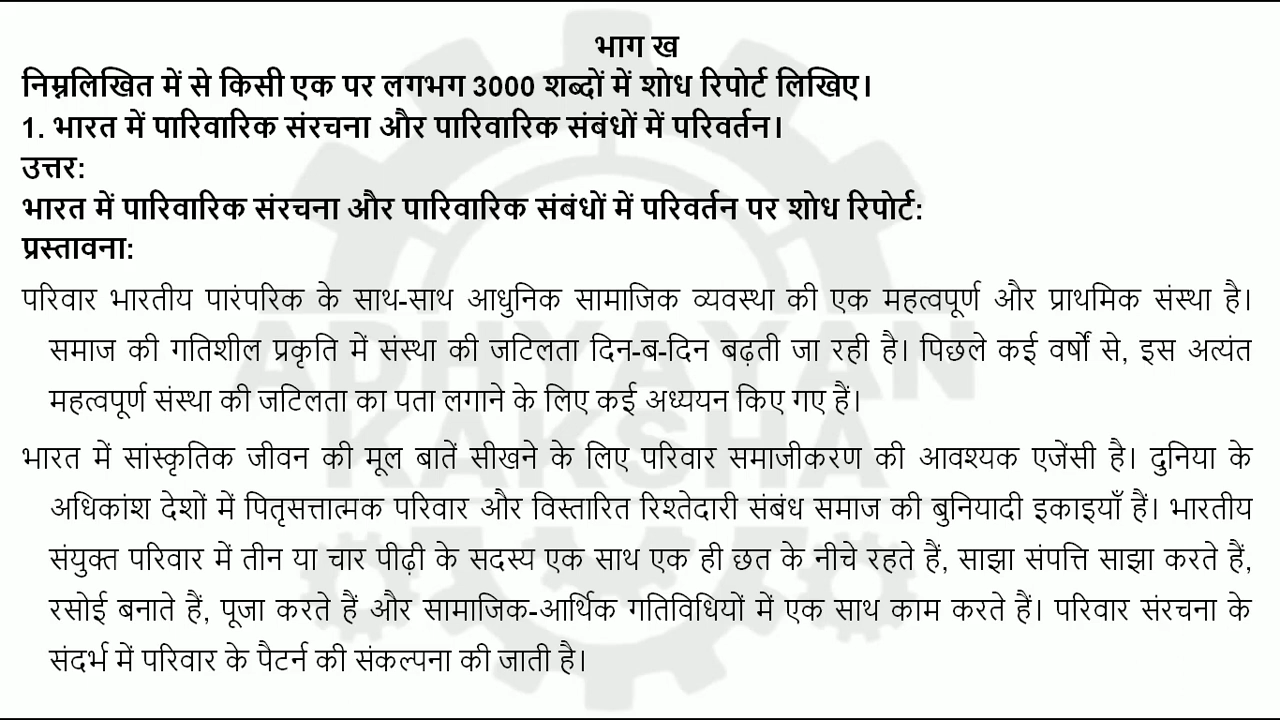 भाग ख
निम्नलिखित में से किसी एक पर लगभग 3000 शब्दों में शोध रिपोर्ट लिखिए।
1. भारत में पारिवारिक संरचना और पारिवारिक संबंधों में परिवर्तन।
उत्तर:
भारत में पारिवारिक संरचना और पारिवारिक संबंधों में परिवर्तन पर शोध रिपोर्ट:
प्रस्तावना:
परिवार भारतीय पारंपरिक के साथ-साथ आधुनिक सामाजिक व्यवस्था की एक महत्वपूर्ण और प्राथमिक संस्था है।
समाज की गतिशील प्रकृति में संस्था की जटिलता दिन-ब-दिन बढ़ती जा रही है। पिछले कई वर्षों से, इस अत्यंत
महत्वपूर्ण संस्था की जटिलता का पता लगाने के लिए कई अध्ययन किए गए हैं।
भारत में सांस्कृतिक जीवन की मूल बातें सीखने के लिए परिवार समाजीकरण की आवश्यक एजेंसी है। दुनिया के
अधिकांश देशों में पितृसत्तात्मक परिवार और विस्तारित रिश्तेदारी संबंध समाज की बुनियादी इकाइयाँ हैं। भारतीय
संयुक्त परिवार में तीन या चार पीढ़ी के सदस्य एक साथ एक ही छत के नीचे रहते हैं, साझा संपत्ति साझा करते हैं,
रसोई बनाते हैं, पूजा करते हैं और सामाजिक-आर्थिक गतिविधियों में एक साथ काम करते हैं। परिवार संरचना के
संदर्भ में परिवार के पैटर्न की संकल्पना की जाती है।
ADHYAYAN
KAKSHA